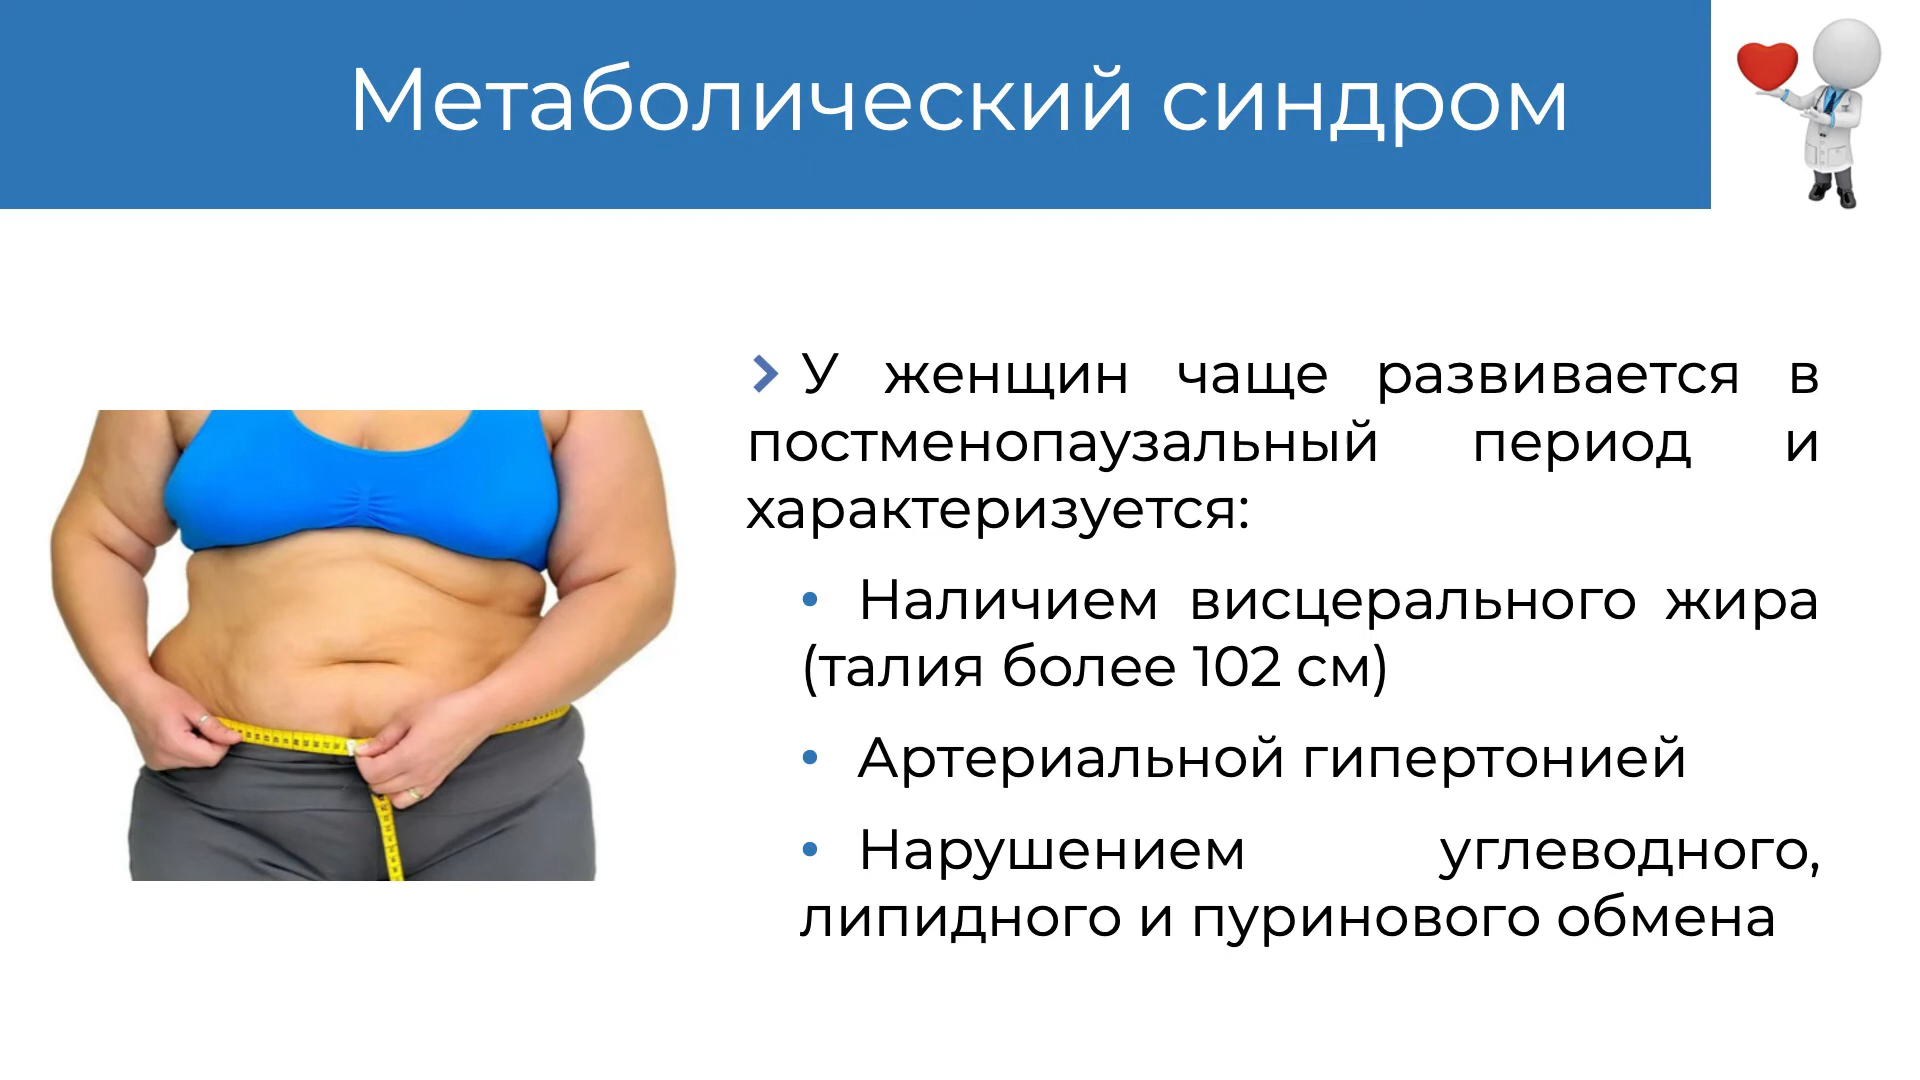 Метаболический синдром
У женщин чаще развивается в
постменопаузальный период и
характеризуется:
• Наличием висцерального жира
(талия более 102 см)
• Артериальной гипертонией
• Нарушением углеводного,
липидного и пуринового обмена